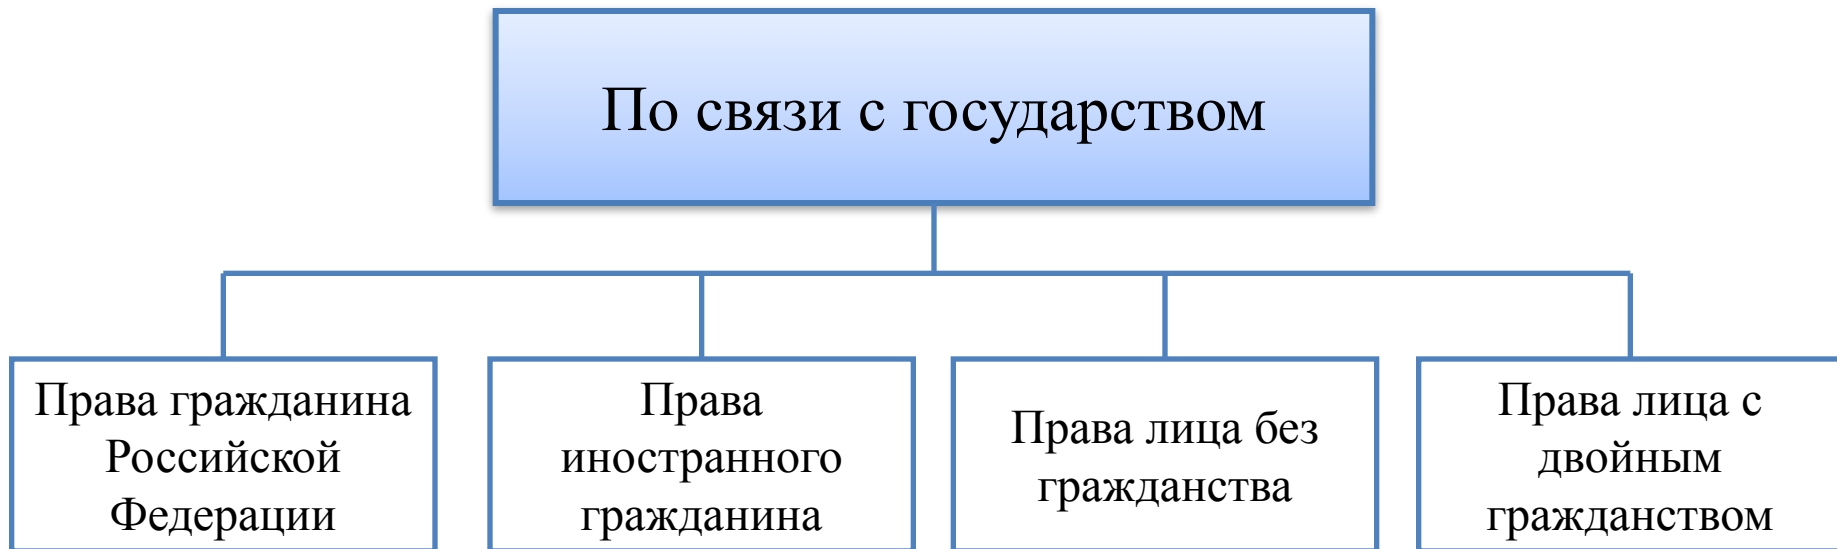 По связи с государством
Права гражданина
Российской
Федерации
Права
иностранного
гражданина
Права лица без
гражданства
Права лица с
двойным
гражданством